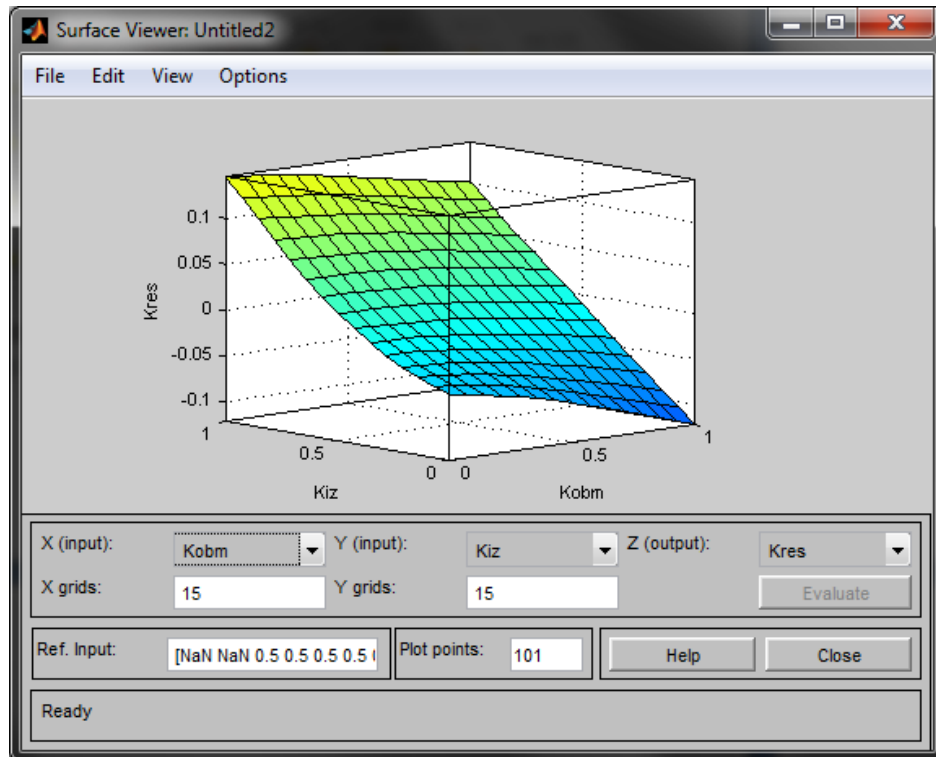 Surface Viewer: Untitled2
File Edit View Options
0.1
0.05
0
-0.05
-0.1
Kres
1
0.5
0
Kiz
0
0.5
1
Kobm
X (input): Kobm Y (input): Kiz Z (output): Kres
X grids: 15 Y grids: 15 Evaluate
Ref. Input: [NaN NaN 0.5 0.5 0.5 0.5 Plot points: 101 Help Close
Ready